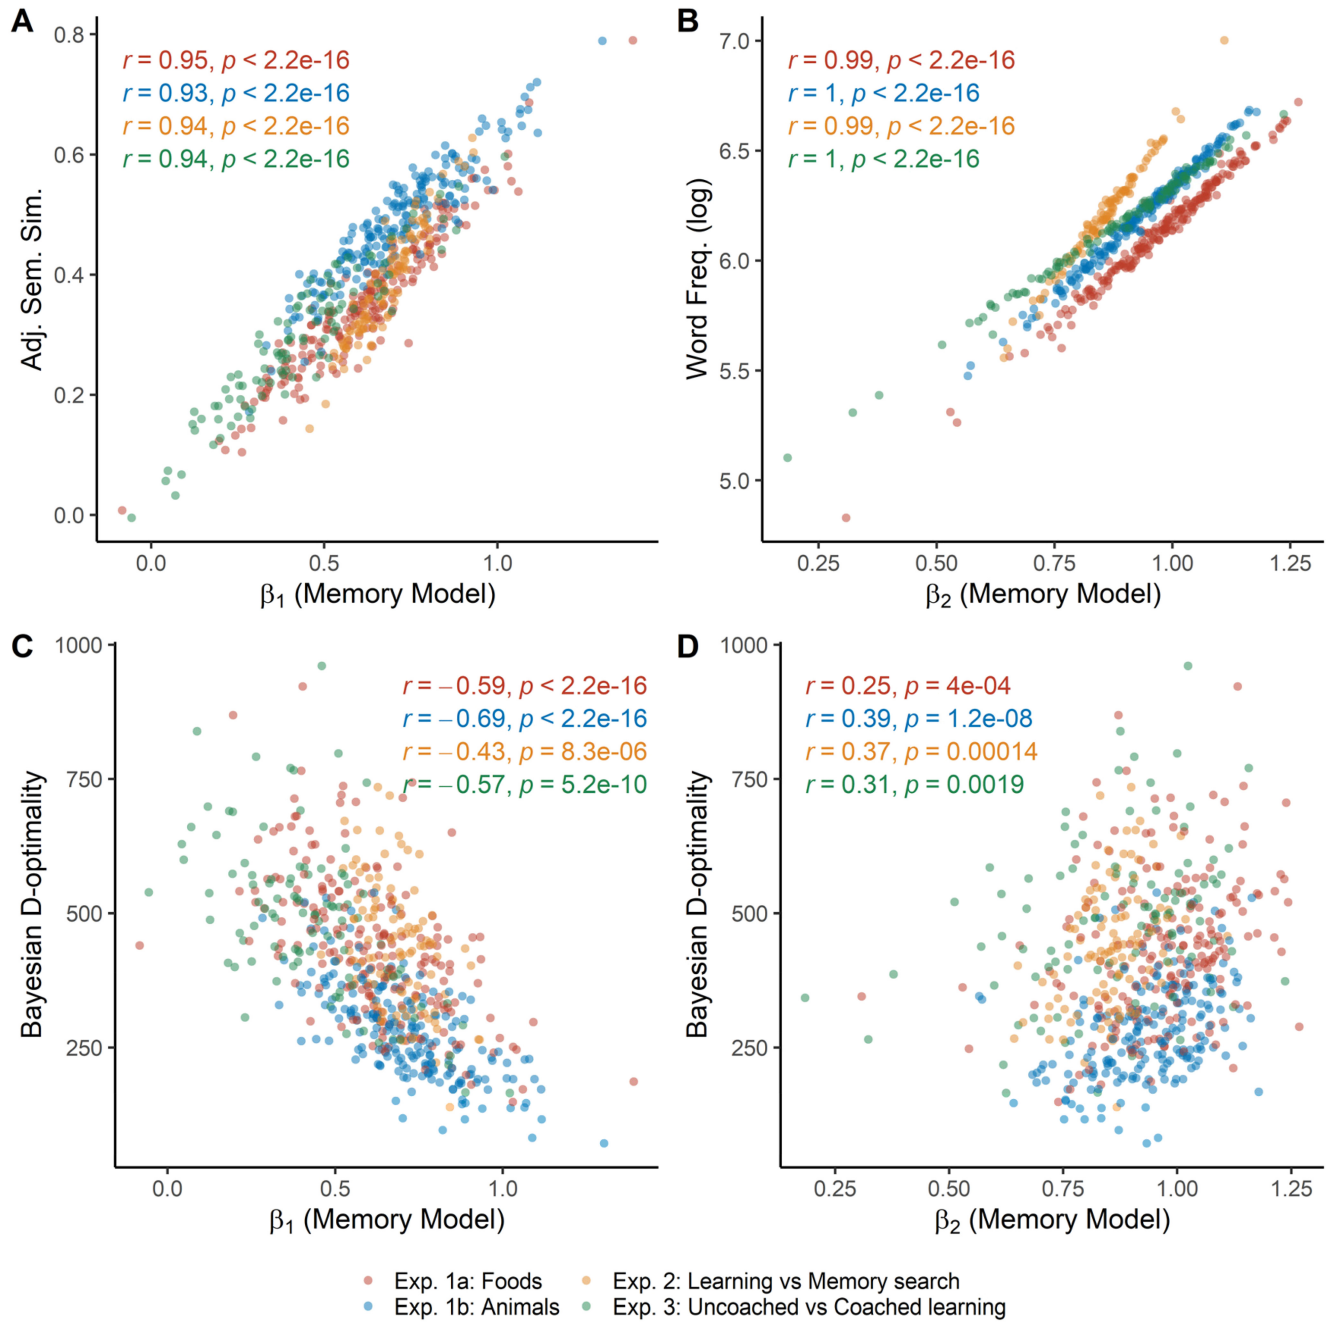 A
r = 0.95, p < 2.2e-16
r = 0.93, p < 2.2e-16
r = 0.94, p < 2.2e-16
r = 0.94, p < 2.2e-16
0.8
0.6
0.4
0.2
0.0
Adj. Sem. Sim.
0.0 0.5 1.0
β₁ (Memory Model)
B
r = 0.99, p < 2.2e-16
r = 1, p < 2.2e-16
r = 0.99, p < 2.2e-16
r = 1, p < 2.2e-16
7.0
6.5
6.0
5.5
5.0
Word Freq. (log)
0.25 0.50 0.75 1.00 1.25
β₂ (Memory Model)
C
r = −0.59, p < 2.2e-16
r = −0.69, p < 2.2e-16
r = −0.43, p = 8.3e-06
r = −0.57, p = 5.2e-10
1000
750
500
250
Bayesian D-optimality
0.0 0.5 1.0
β₁ (Memory Model)
D
r = 0.25, p = 4e-04
r = 0.39, p = 1.2e-08
r = 0.37, p = 0.00014
r = 0.31, p = 0.0019
1000
750
500
250
Bayesian D-optimality
0.25 0.50 0.75 1.00 1.25
β₂ (Memory Model)
Exp. 1a: Foods Exp. 2: Learning vs Memory search
Exp. 1b: Animals Exp. 3: Uncoached vs Coached learning